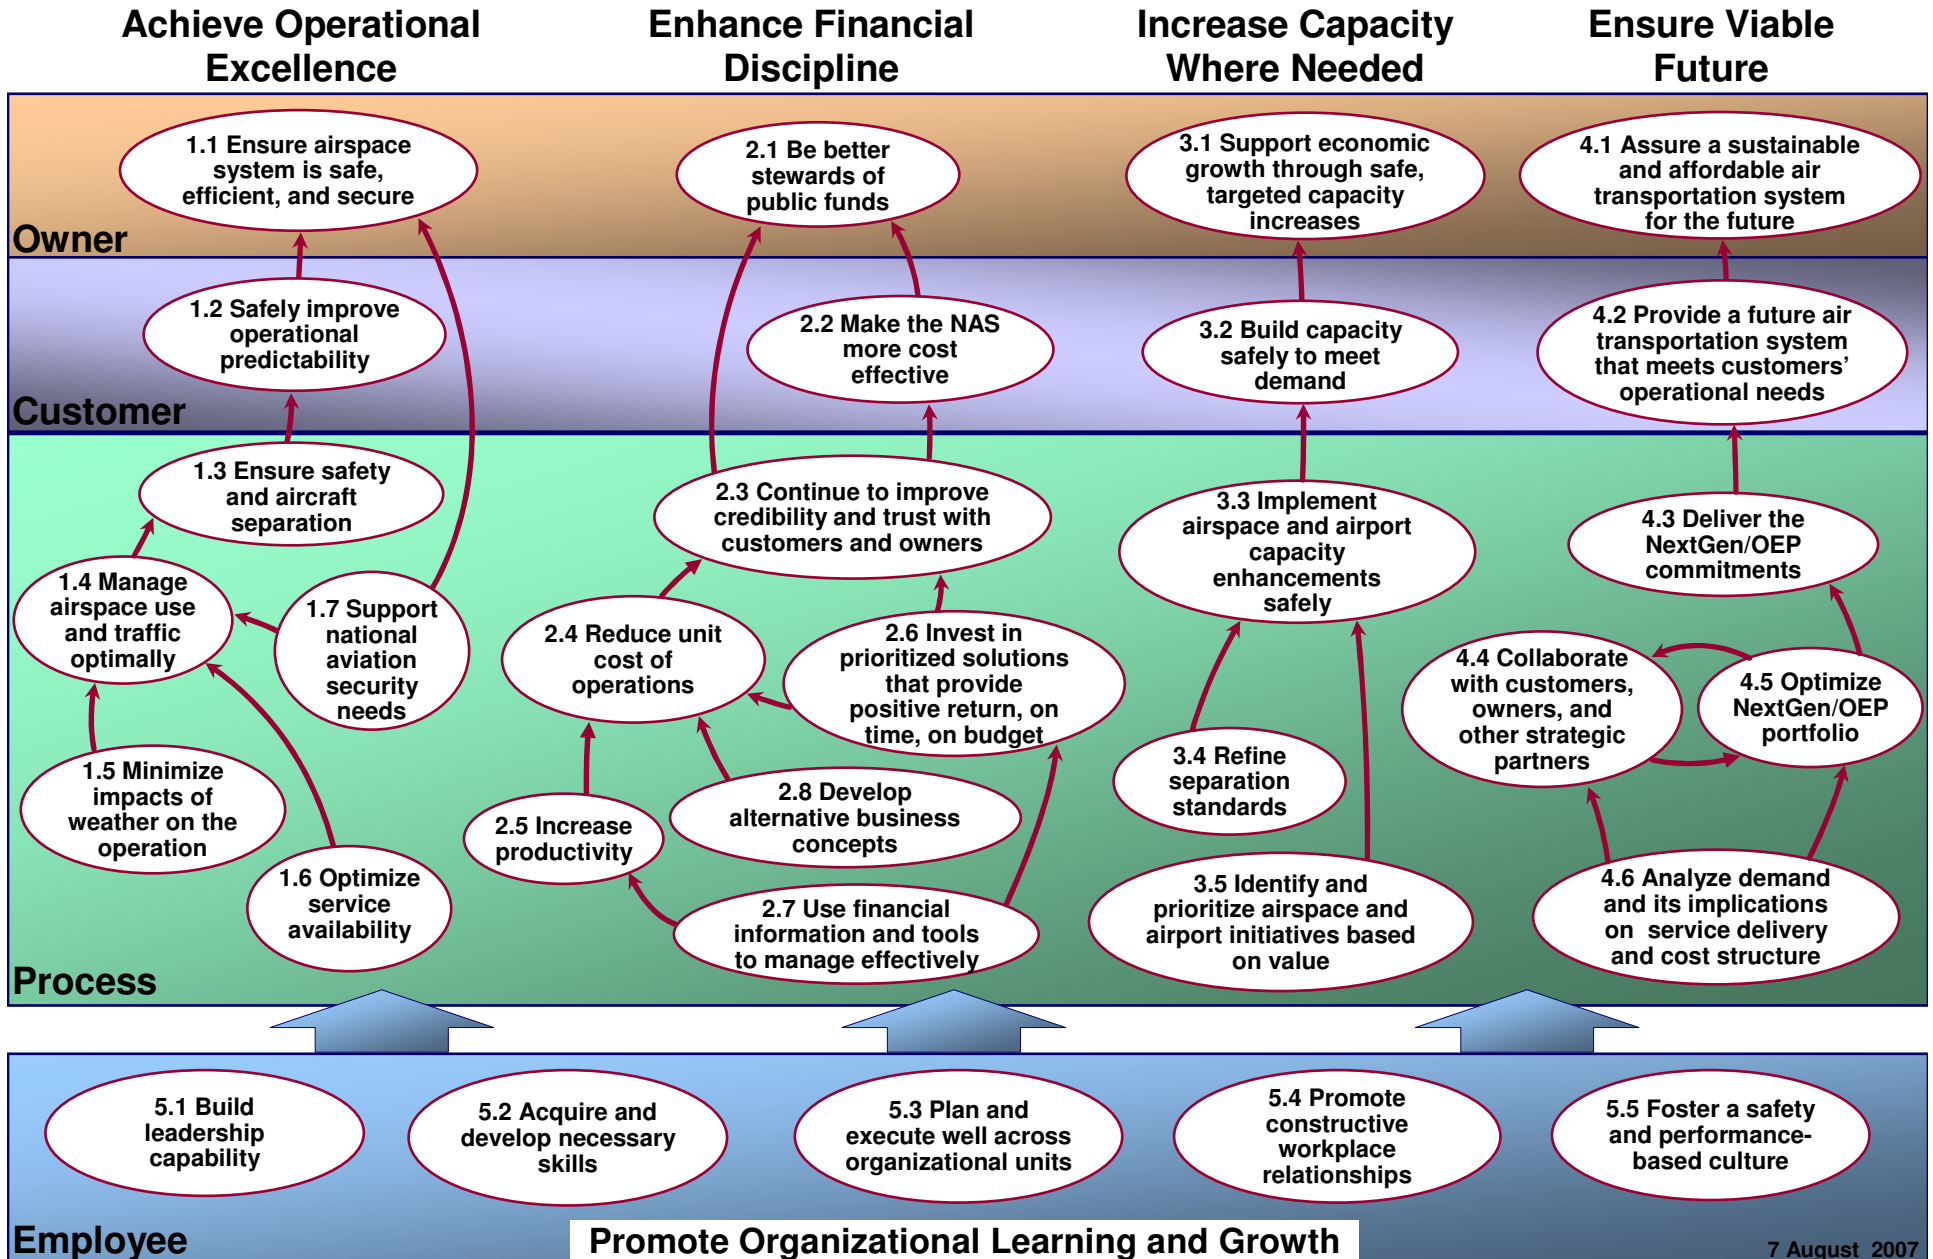 Achieve Operational
Excellence
Enhance Financial
Discipline
Increase Capacity
Where Needed
Ensure Viable
Future
1.1 Ensure airspace
system is safe,
efficient, and secure
2.1 Be better
stewards of
public funds
3.1 Support economic
growth through safe,
targeted capacity
increases
4.1 Assure a sustainable
and affordable air
transportation system
for the future
Owner
1.2 Safely improve
operational
predictability
2.2 Make the NAS
more cost
effective
3.2 Build capacity
safely to meet
demand
4.2 Provide a future air
transportation system
that meets customers’
operational needs
Customer
1.3 Ensure safety
and aircraft
separation
2.3 Continue to improve
credibility and trust with
customers and owners
3.3 Implement
airspace and airport
capacity
enhancements
safely
4.3 Deliver the
NextGen/OEP
commitments
1.4 Manage
airspace use
and traffic
optimally
1.7 Support
national
aviation
security
needs
2.4 Reduce unit
cost of
operations
2.6 Invest in
prioritized solutions
that provide
positive return, on
time, on budget
4.4 Collaborate
with customers,
owners, and
other strategic
partners
4.5 Optimize
NextGen/OEP
portfolio
1.5 Minimize
impacts of
weather on the
operation
2.5 Increase
productivity
2.8 Develop
alternative business
concepts
3.4 Refine
separation
standards
1.6 Optimize
service
availability
2.7 Use financial
information and tools
to manage effectively
3.5 Identify and
prioritize airspace and
airport initiatives based
on value
4.6 Analyze demand
and its implications
on service delivery
and cost structure
Process
5.1 Build
leadership
capability
5.2 Acquire and
develop necessary
skills
5.3 Plan and
execute well across
organizational units
5.4 Promote
constructive
workplace
relationships
5.5 Foster a safety
and performance-
based culture
Employee
Promote Organizational Learning and Growth
7 August 2007